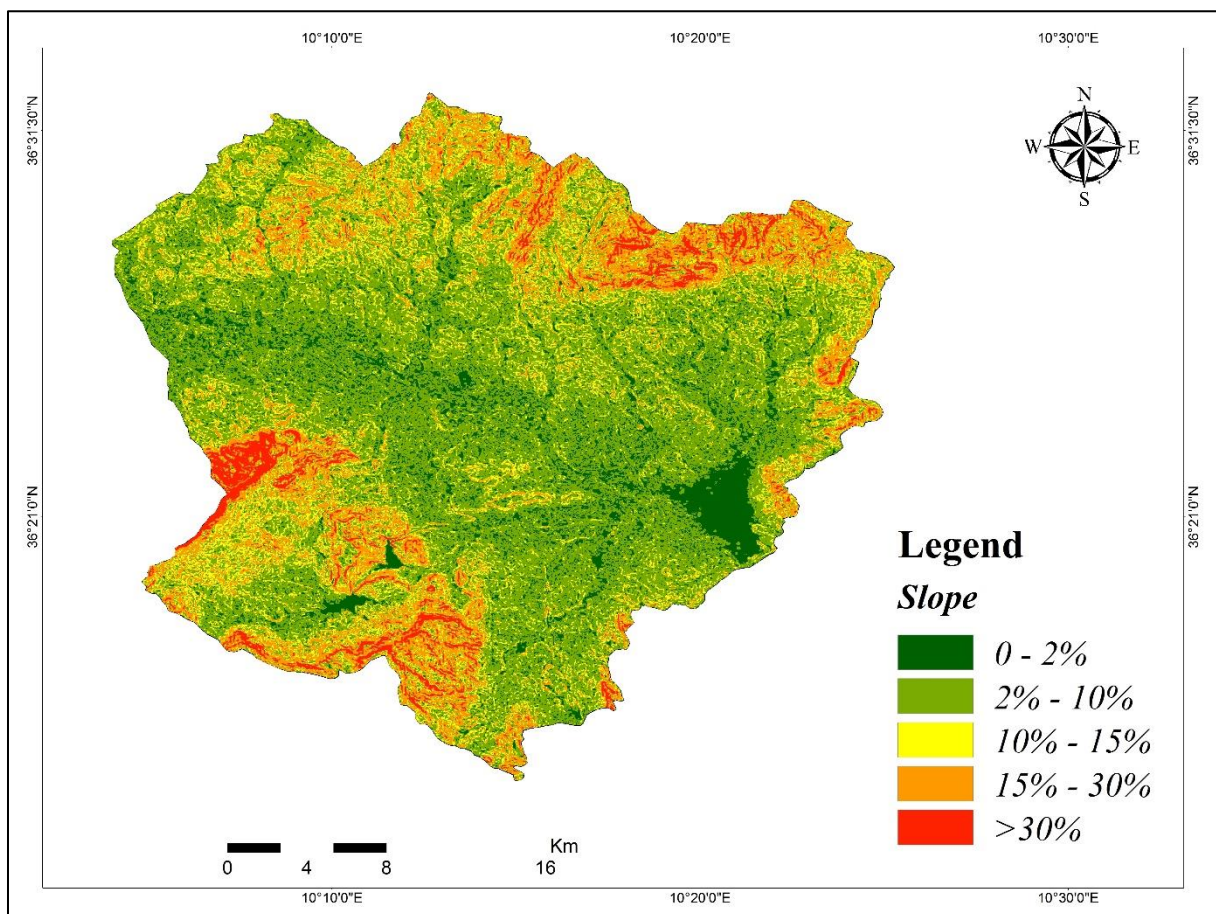 10°10'0"E 10°20'0"E 10°30'0"E
36°31'30"N
36°31'30"N
N
W E
S
36°21'0"N
36°21'0"N
Legend
Slope
0 - 2%
2% - 10%
10% - 15%
15% - 30%
>30%
Km
0 4 8 16
10°10'0"E 10°20'0"E 10°30'0"E